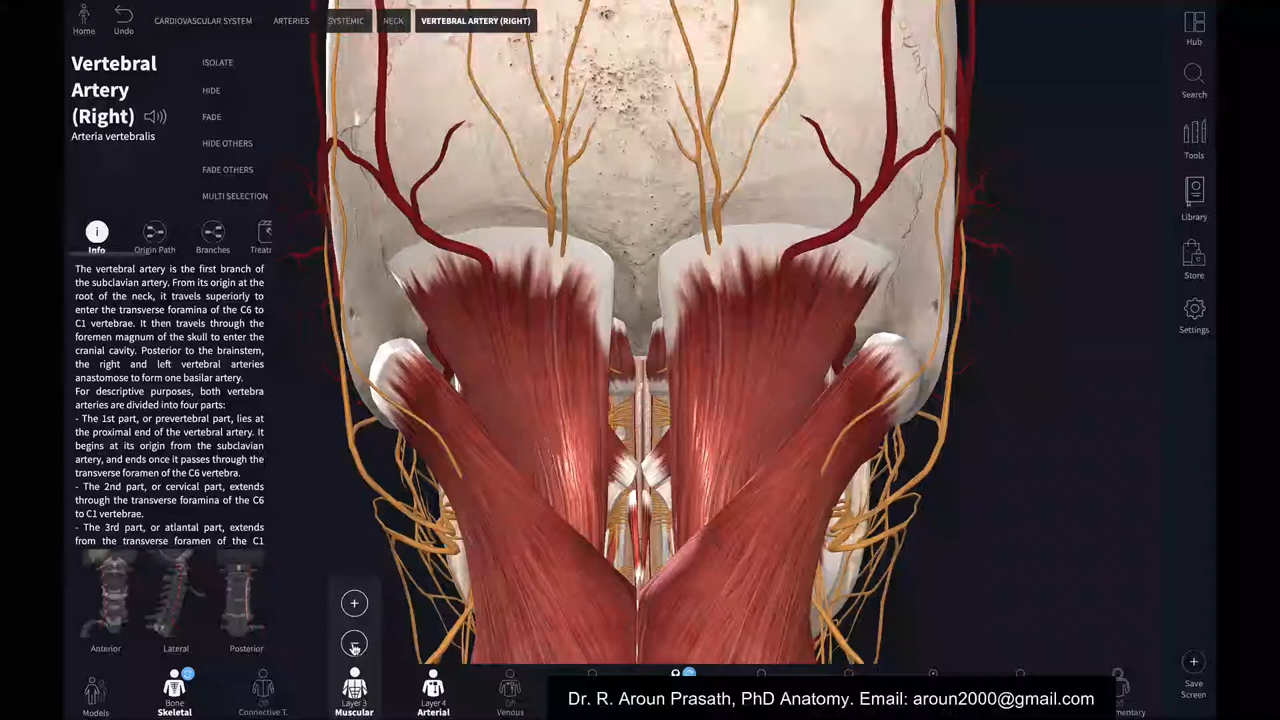 Home
Undo
CARDIOVASCULAR SYSTEM
ARTERIES
SYSTEMIC
NECK
VERTEBRAL ARTERY (RIGHT)
Vertebral
Artery
(Right)
Arteria vertebralis
ISOLATE
HIDE
FADE
HIDE OTHERS
FADE OTHERS
MULTI SELECTION
Info
Origin Path
Branches
Treatm
The vertebral artery is the first branch of
the subclavian artery. From its origin at the
root of the neck, it travels superiorly to
enter the transverse foramina of the C6 to
C1 vertebrae. It then travels through the
foremen magnum of the skull to enter the
cranial cavity. Posterior to the brainstem,
the right and left vertebral arteries
anastomose to form one basilar artery.
For descriptive purposes, both vertebra
arteries are divided into four parts:
- The 1st part, or prevertebral part, lies at
the proximal end of the vertebral artery. It
begins at its origin from the subclavian
artery, and ends once it passes through the
transverse foramen of the C6 vertebra.
- The 2nd part, or cervical part, extends
through the transverse foramina of the C6
to C1 vertebrae.
- The 3rd part, or atlantal part, extends
from the transverse foramen of the C1
Anterior
Lateral
Posterior
Models
Bone
Skeletal
Off
Connective T.
Layer 3
Muscular
Layer 4
Arterial
Off
Venous
Dr. R. Aroun Prasath, PhD Anatomy. Email: aroun2000@gmail.com
mentary
Hub
Search
Tools
Library
Store
Settings
Save
Screen